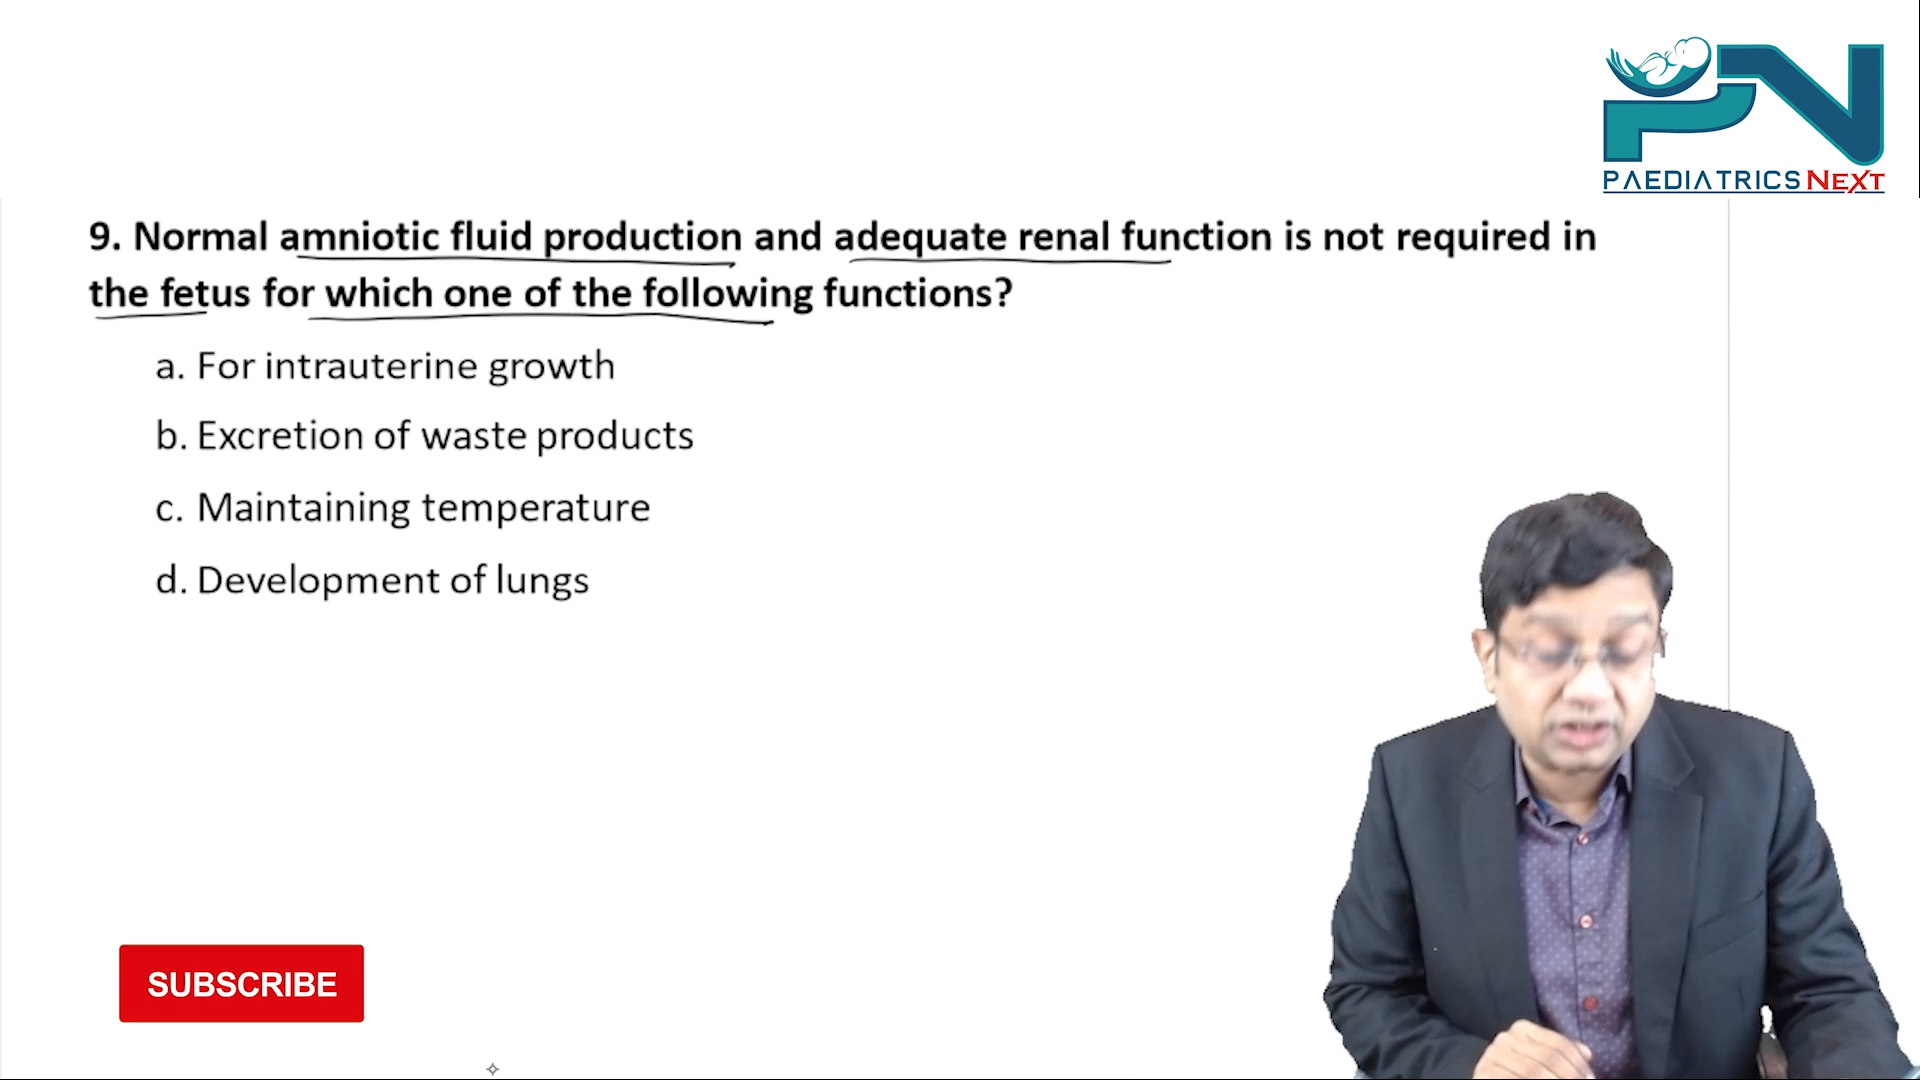 PAEDIATRICS NEXT
9. Normal amniotic fluid production and adequate renal function is not required in
the fetus for which one of the following functions?
a. For intrauterine growth
b. Excretion of waste products
c. Maintaining temperature
d. Development of lungs
SUBSCRIBE